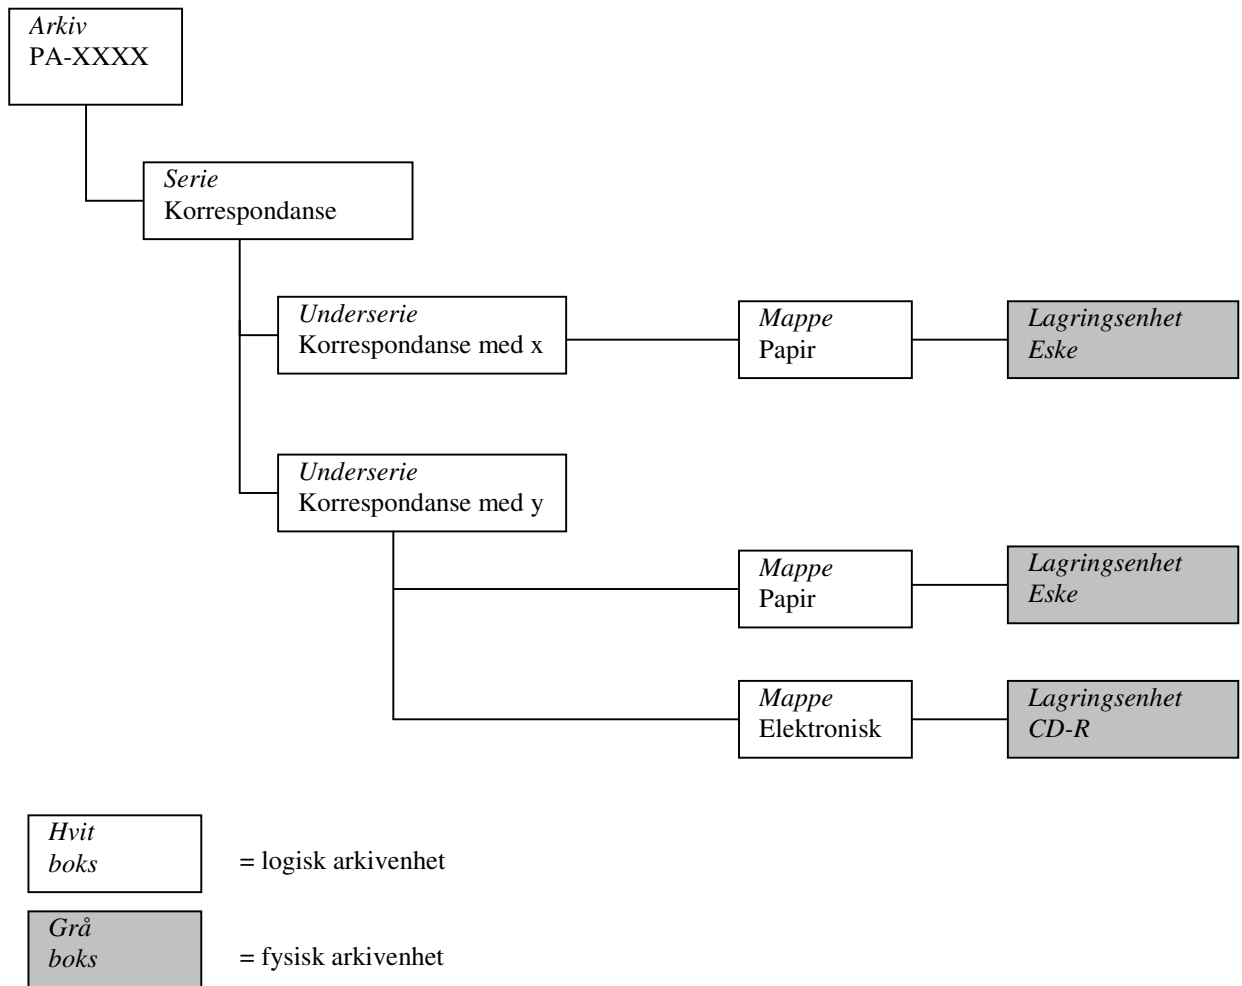 Arkiv
PA-XXXX
Serie
Korrespondanse
Underserie
Korrespondanse med x
Mappe
Papir
Lagringsenhet
Eske
Underserie
Korrespondanse med y
Mappe
Papir
Lagringsenhet
Eske
Mappe
Elektronisk
Lagringsenhet
CD-R
Hvit
boks
= logisk arkivenhet
Grå
boks
= fysisk arkivenhet